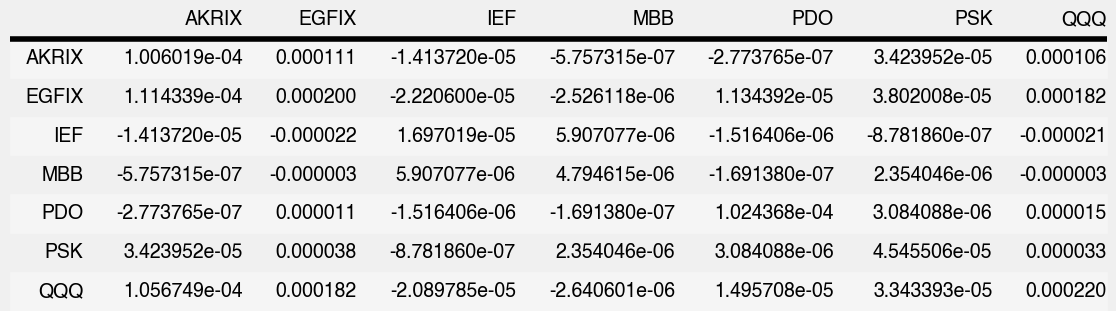 AKRIX EGFIX IEF MBB PDO PSK QQQ
AKRIX 1.006019e-04 0.000111 -1.413720e-05 -5.757315e-07 -2.773765e-07 3.423952e-05 0.000106
EGFIX 1.114339e-04 0.000200 -2.220600e-05 -2.526118e-06 1.134392e-05 3.802008e-05 0.000182
IEF -1.413720e-05 -0.000022 1.697019e-05 5.907077e-06 -1.516406e-06 -8.781860e-07 -0.000021
MBB -5.757315e-07 -0.000003 5.907077e-06 4.794615e-06 -1.691380e-07 2.354046e-06 -0.000003
PDO -2.773765e-07 0.000011 -1.516406e-06 -1.691380e-07 1.024368e-04 3.084088e-06 0.000015
PSK 3.423952e-05 0.000038 -8.781860e-07 2.354046e-06 3.084088e-06 4.545506e-05 0.000033
QQQ 1.056749e-04 0.000182 -2.089785e-05 -2.640601e-06 1.495708e-05 3.343393e-05 0.000220